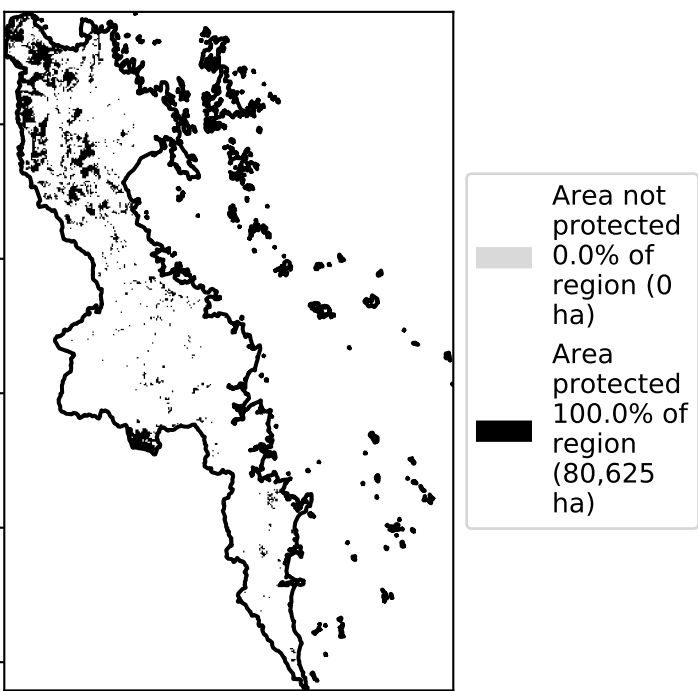 Area not
protected
0.0% of
region (0
ha)
Area
protected
100.0% of
region
(80,625
ha)